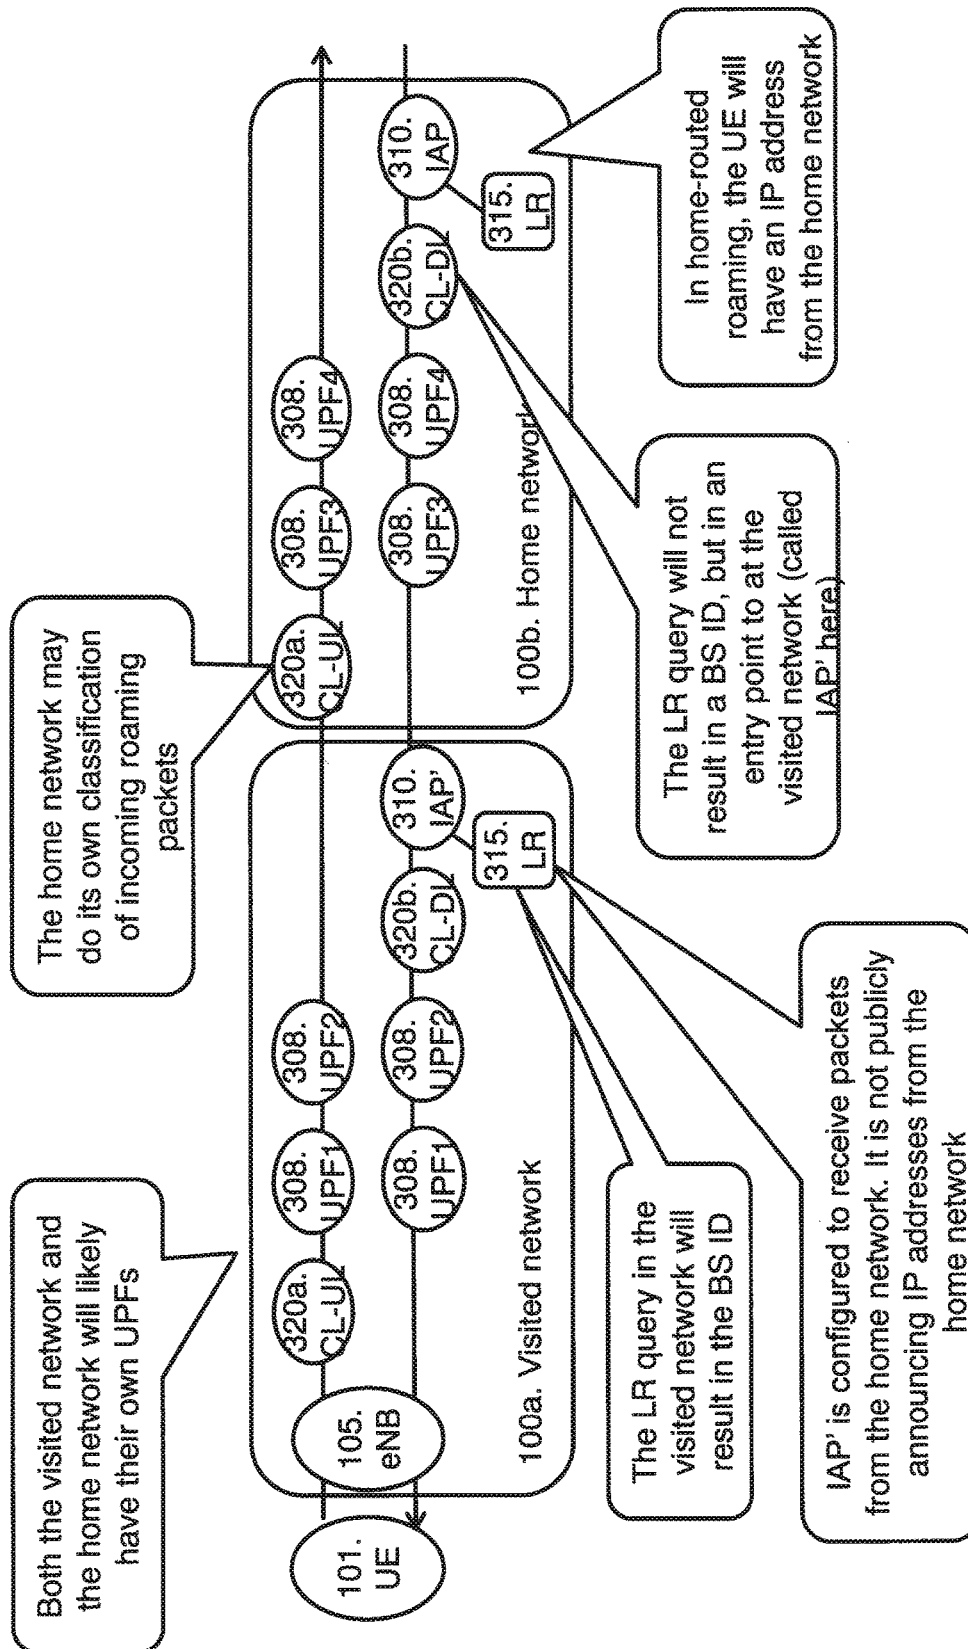 Both the visited network and
the home network will likely
have their own UPFs
The home network may
do its own classification
of incoming roaming
packets
101.
UE
105.
eNB
320a.
CL-UL
308.
UPF1
308.
UPF2
320a.
CL-UL
308.
UPF3
308.
UPF4
308.
UPF1
308.
UPF2
320b.
CL-DL
310.
IAP'
308.
UPF3
308.
UPF4
320b.
CL-DL
310.
IAP
315.
LR
315.
LR
100a. Visited network
100b. Home network
The LR query in the
visited network will
result in the BS ID
IAP' is configured to receive packets
from the home network. It is not publicly
announcing IP addresses from the
home network
The LR query will not
result in a BS ID, but in an
entry point to at the
visited network (called
IAP' here)
In home-routed
roaming, the UE will
have an IP address
from the home network